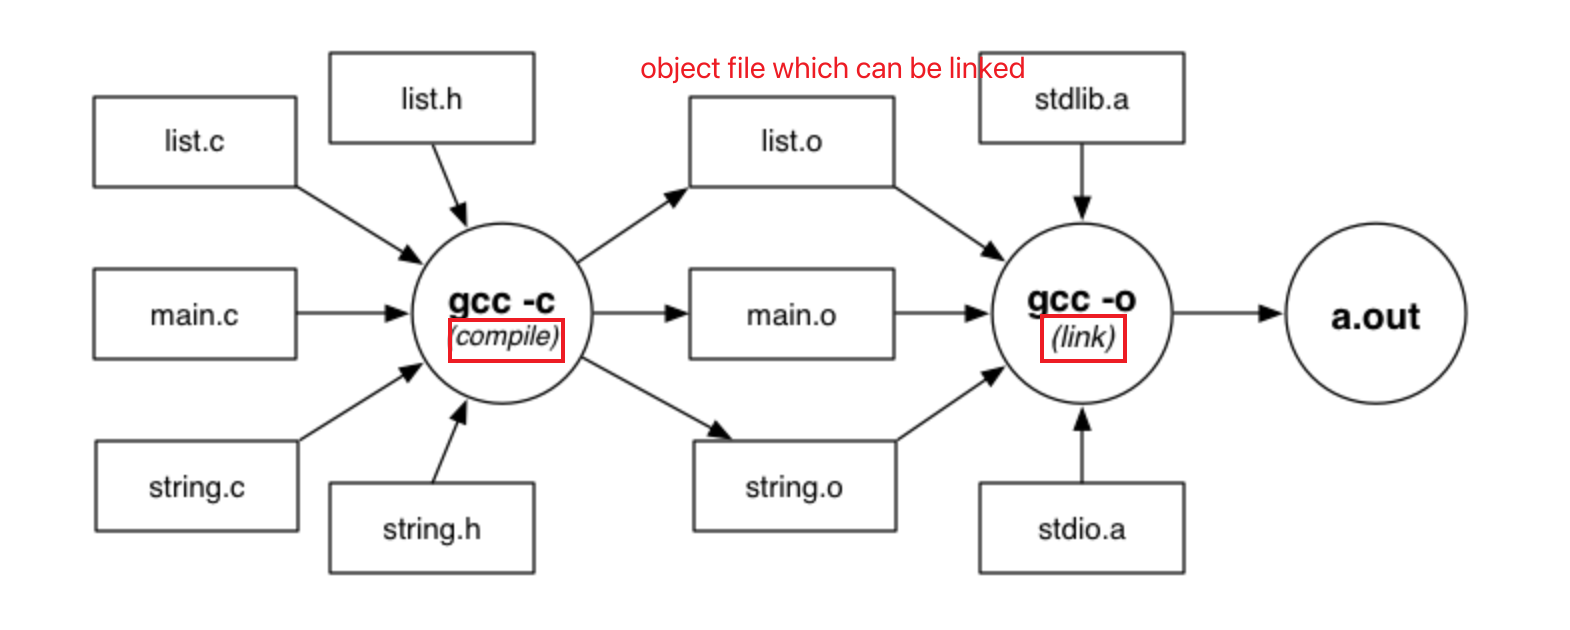 object file which can be linked
list.h
stdlib.a
list.c
list.o
gcc -c
(compile)
gcc -o
(link)
main.c
main.o
a.out
string.c
string.o
string.h
stdio.a